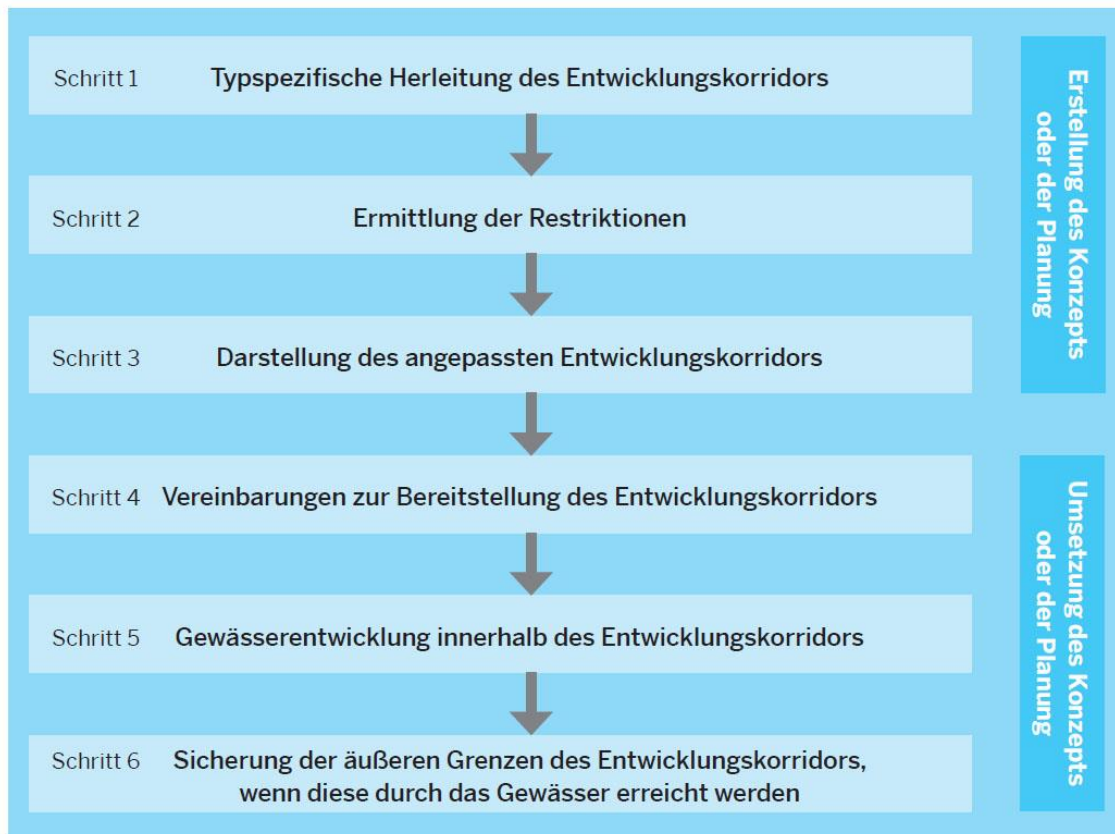 Schritt 1 Typspezifische Herleitung des Entwicklungskorridors
Schritt 2 Ermittlung der Restriktionen
Schritt 3 Darstellung des angepassten Entwicklungskorridors
Erstellung des Konzepts
oder der Planung
Schritt 4 Vereinbarungen zur Bereitstellung des Entwicklungskorridors
Schritt 5 Gewässerentwicklung innerhalb des Entwicklungskorridors
Schritt 6 Sicherung der äußeren Grenzen des Entwicklungskorridors,
wenn diese durch das Gewässer erreicht werden
Umsetzung des Konzepts
oder der Planung